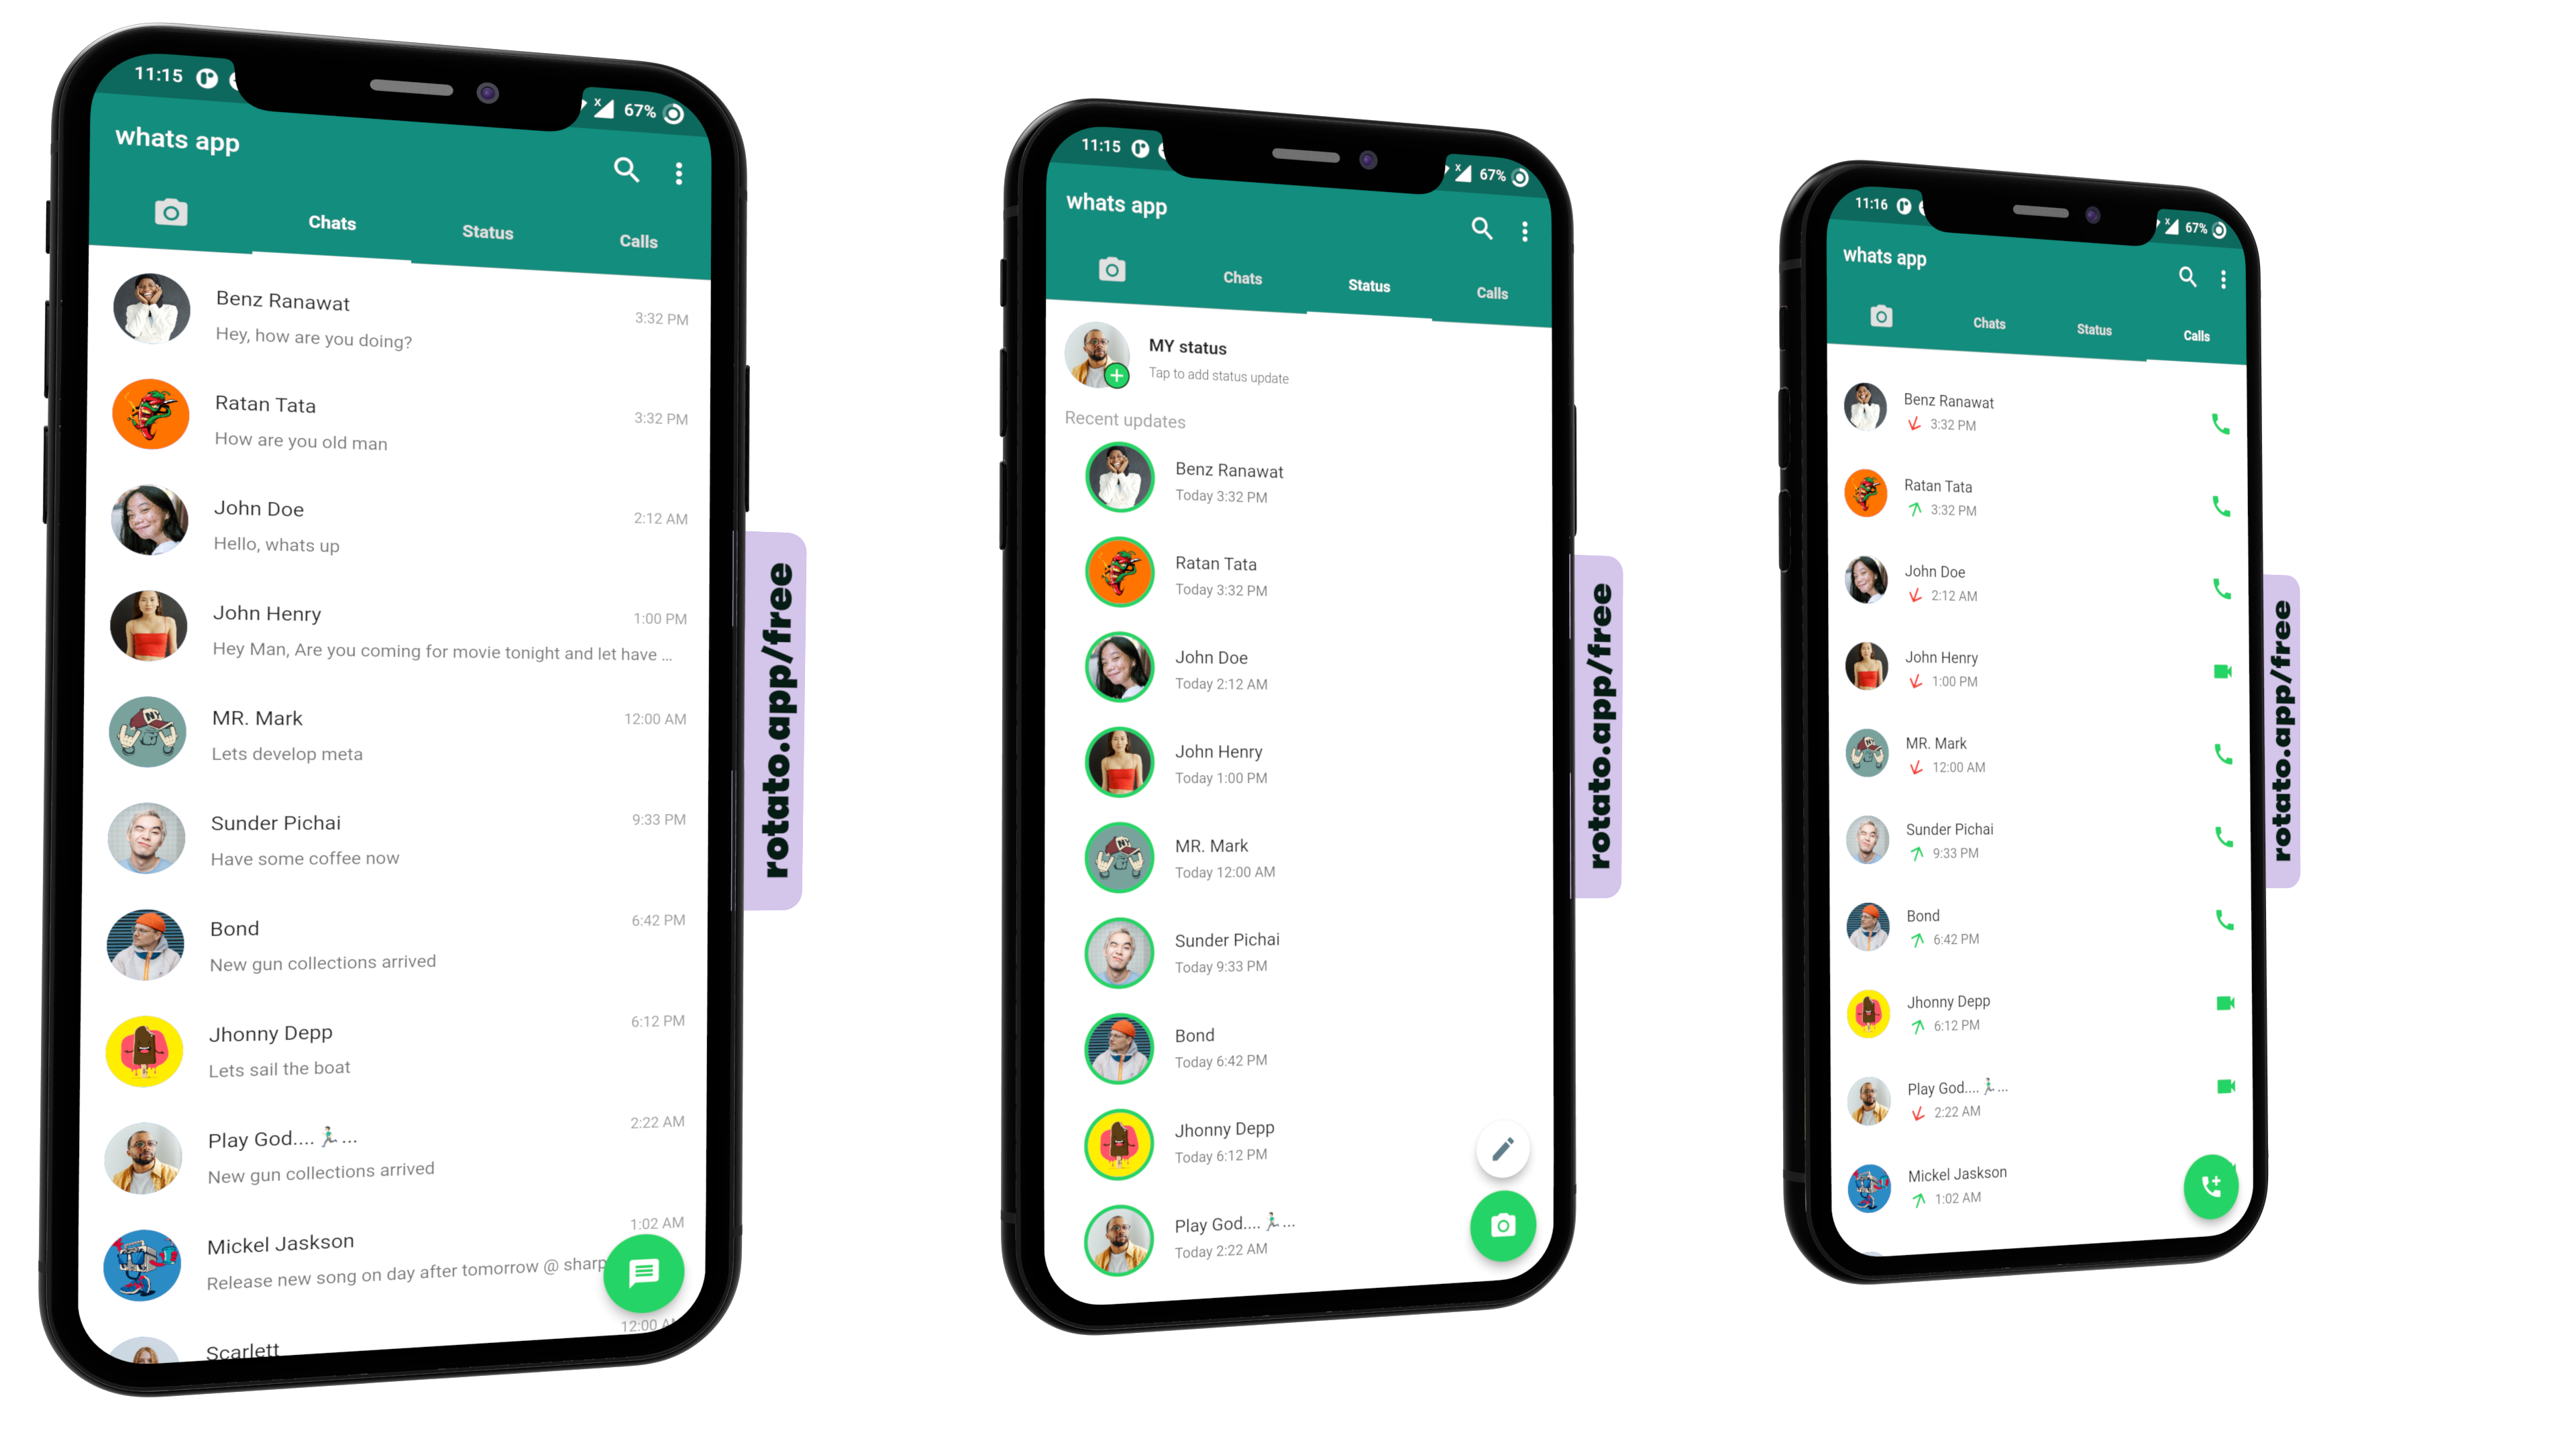 11:15
67%
whats app
Chats
Status
Calls
Benz Ranawat
3:32 PM
Hey, how are you doing?
Ratan Tata
3:32 PM
How are you old man
John Doe
2:12 AM
Hello, whats up
John Henry
1:00 PM
Hey Man, Are you coming for movie tonight and let have ...
MR. Mark
12:00 AM
Lets develop meta
Sunder Pichai
9:33 PM
Have some coffee now
Bond
6:42 PM
New gun collections arrived
Jhonny Depp
6:12 PM
Lets sail the boat
Play God.... 🏃...
2:22 AM
New gun collections arrived
Mickel Jaskson
1:02 AM
Release new song on day after tomorrow @ sharp
Scarlett
12:00 AM
rotato.app/free
11:15
67%
whats app
Chats
Status
Calls
MY status
Tap to add status update
Recent updates
Benz Ranawat
Today 3:32 PM
Ratan Tata
Today 3:32 PM
John Doe
Today 2:12 AM
John Henry
Today 1:00 PM
MR. Mark
Today 12:00 AM
Sunder Pichai
Today 9:33 PM
Bond
Today 6:42 PM
Jhonny Depp
Today 6:12 PM
Play God.... 🏃...
Today 2:22 AM
rotato.app/free
11:16
67%
whats app
Chats
Status
Calls
Benz Ranawat
3:32 PM
Ratan Tata
3:32 PM
John Doe
2:12 AM
John Henry
1:00 PM
MR. Mark
12:00 AM
Sunder Pichai
9:33 PM
Bond
6:42 PM
Jhonny Depp
6:12 PM
Play God.... 🏃...
2:22 AM
Mickel Jaskson
1:02 AM
rotato.app/free